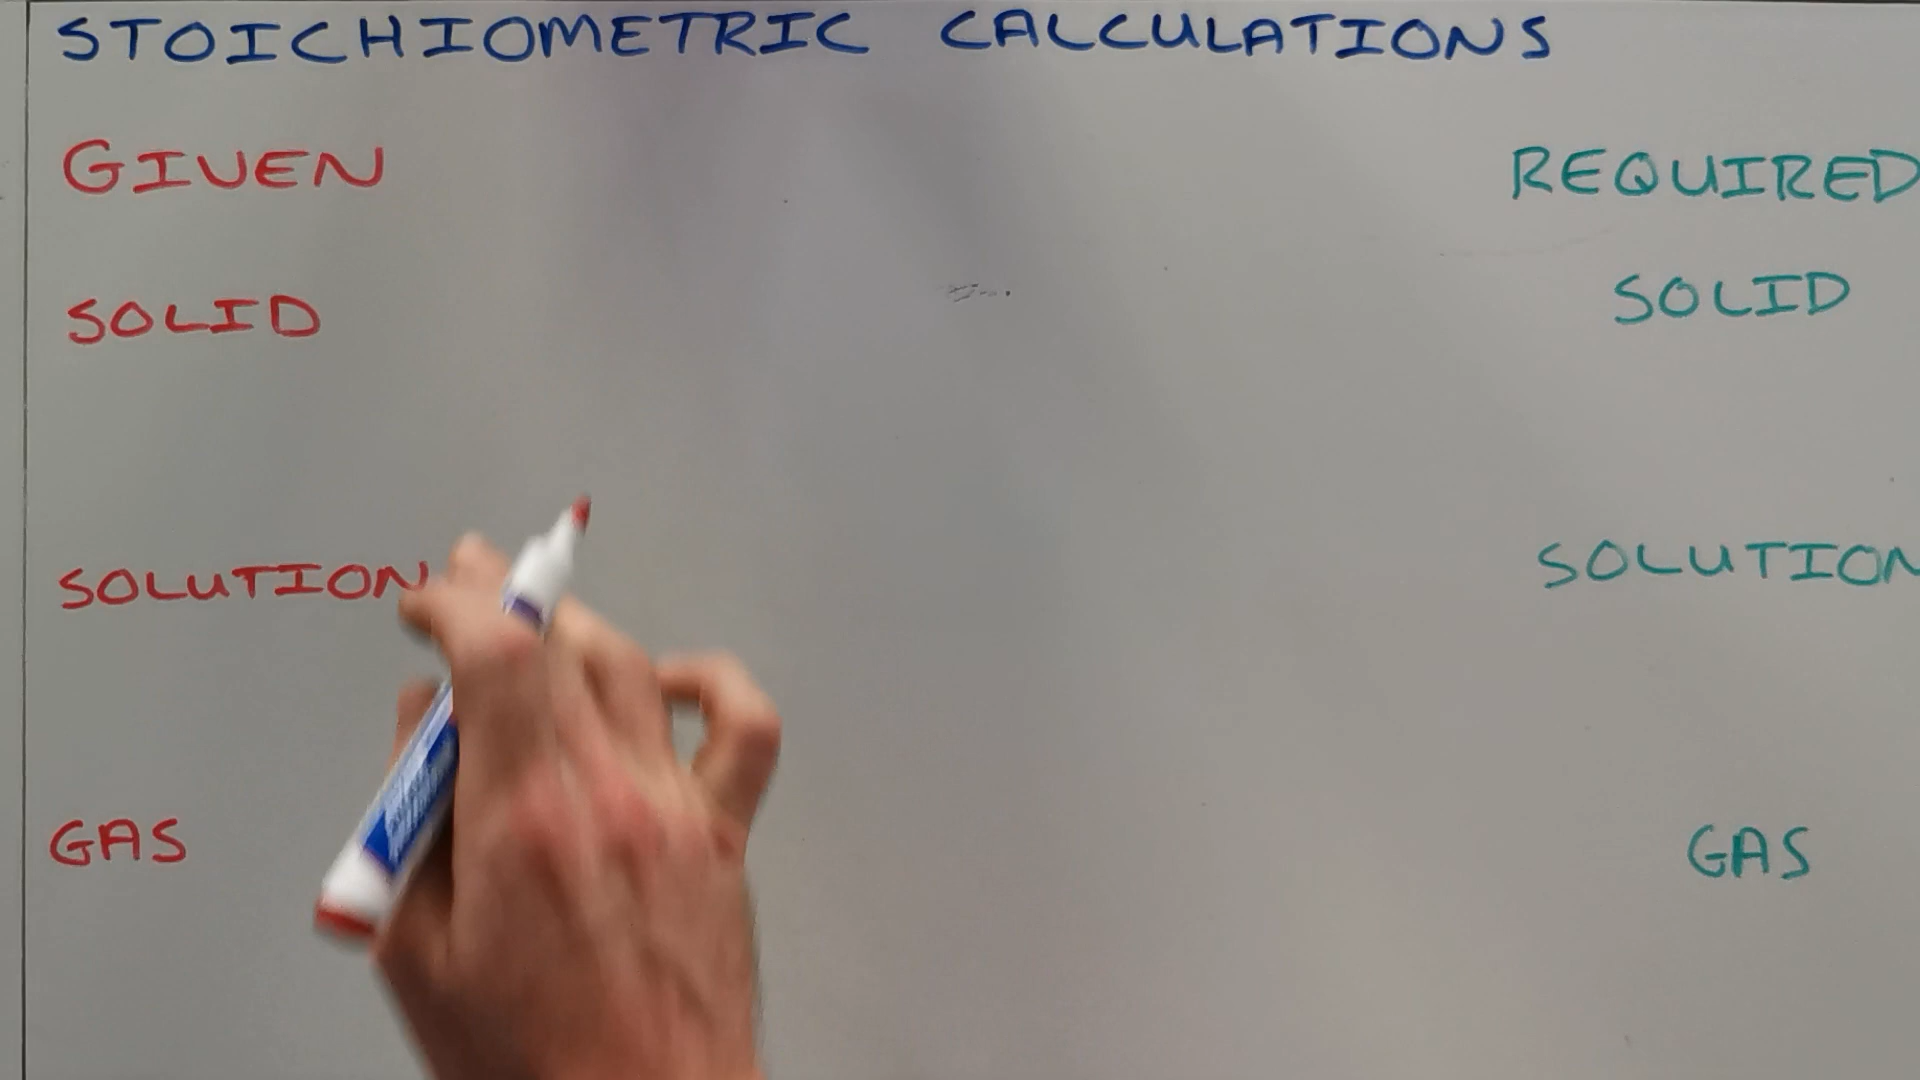 STOICHIOMETRIC CALCULATIONS
GIVEN
REQUIRED
SOLID
SOLID
SOLUTION
SOLUTION
GAS
GAS